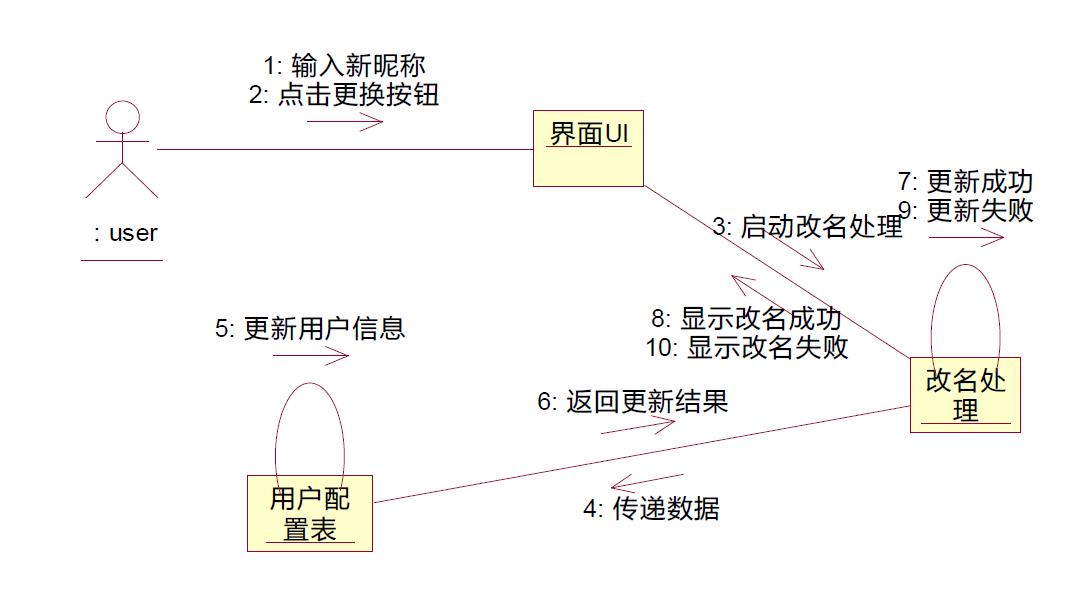 1: 输入新昵称
2: 点击更换按钮
界面UI
: user
7: 更新成功
9: 更新失败
3: 启动改名处理
8: 显示改名成功
10: 显示改名失败
5: 更新用户信息
改名处
理
6: 返回更新结果
用户配
置表
4: 传递数据